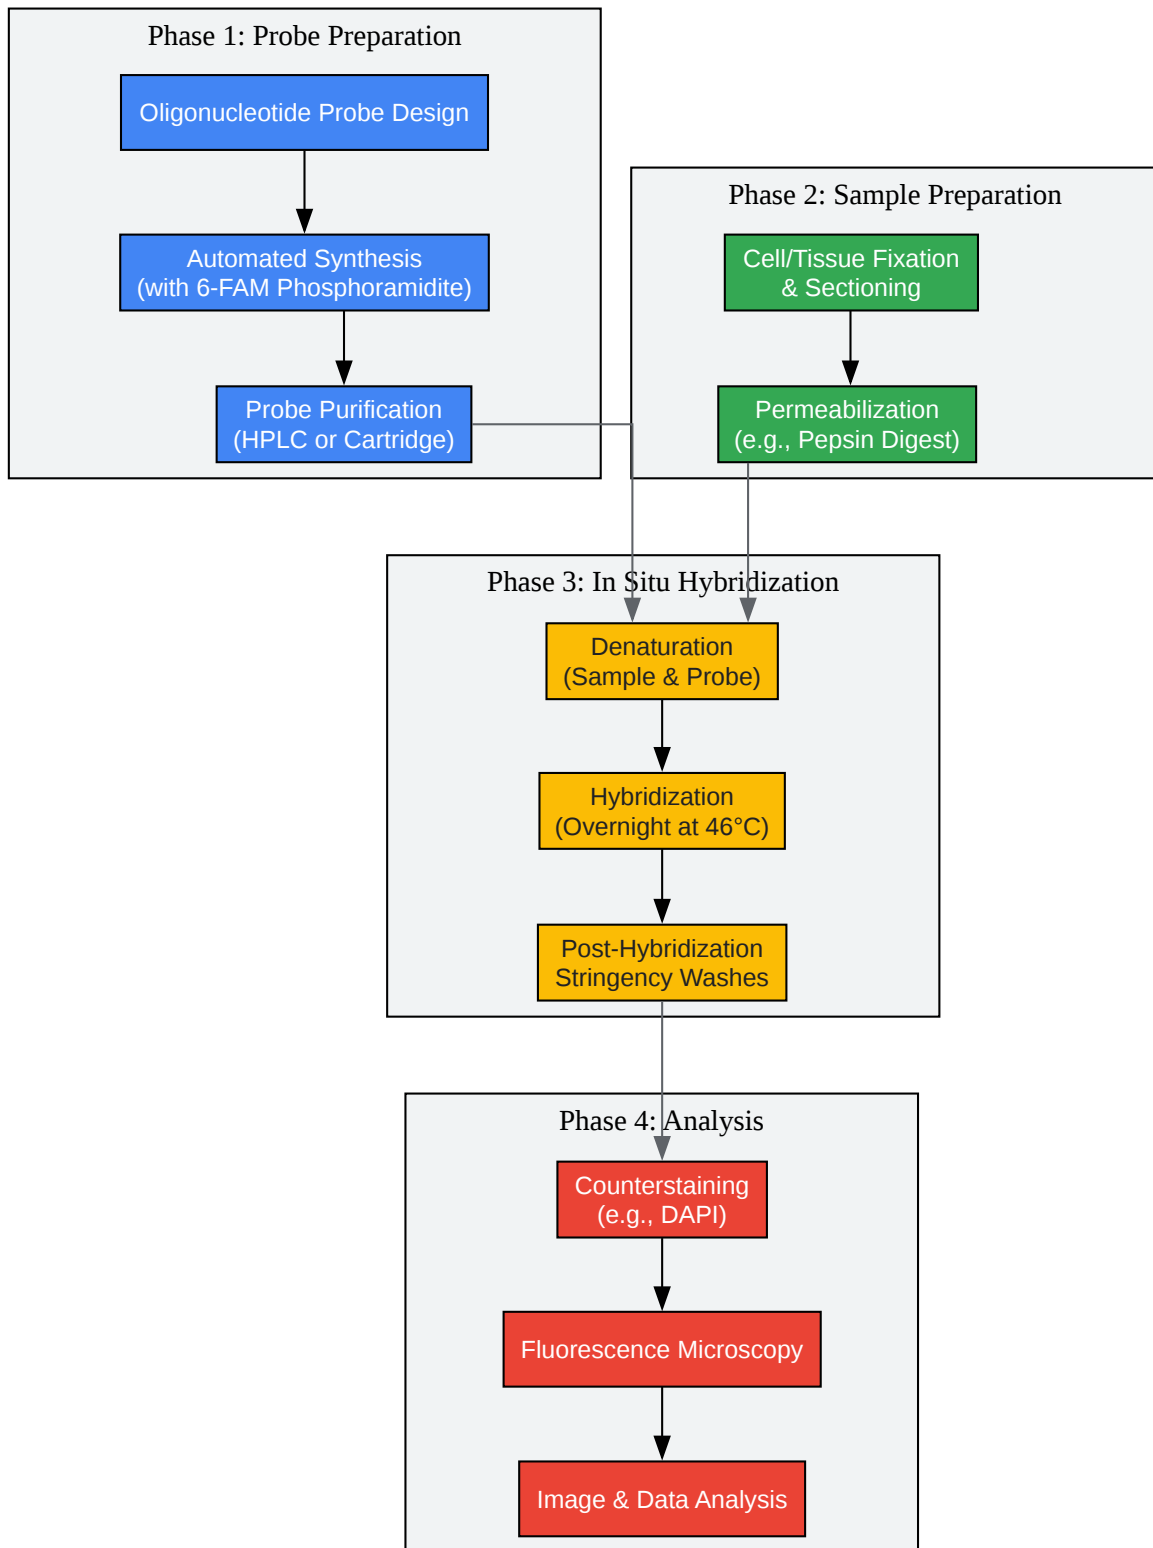 Phase 1: Probe Preparation
Oligonucleotide Probe Design
Automated Synthesis
(with 6-FAM Phosphoramidite)
Probe Purification
(HPLC or Cartridge)
Phase 2: Sample Preparation
Cell/Tissue Fixation
& Sectioning
Permeabilization
(e.g., Pepsin Digest)
Phase 3: In Situ Hybridization
Denaturation
(Sample & Probe)
Hybridization
(Overnight at 46°C)
Post-Hybridization
Stringency Washes
Phase 4: Analysis
Counterstaining
(e.g., DAPI)
Fluorescence Microscopy
Image & Data Analysis